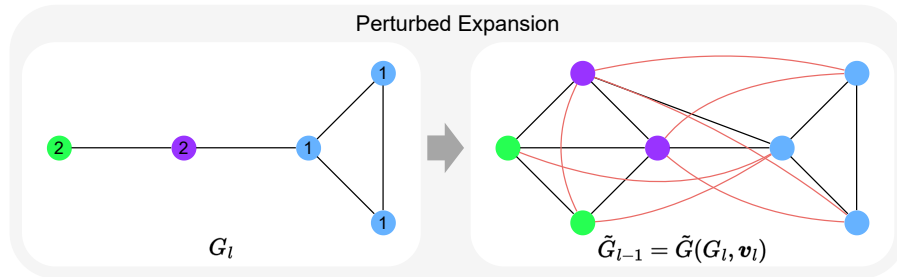 Perturbed Expansion
1
2 2 1
1
G_l
G̃_{l−1} = G̃(G_l, v_l)